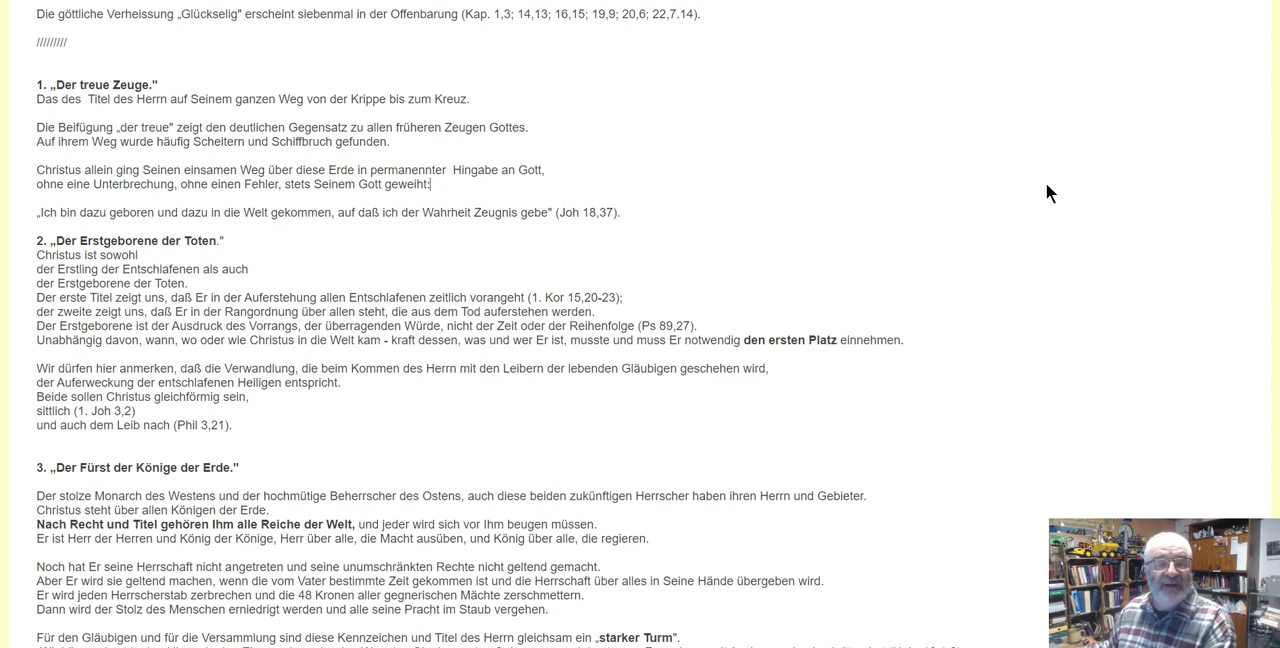 Die göttliche Verheissung „Glückselig" erscheint siebenmal in der Offenbarung (Kap. 1,3; 14,13; 16,15; 19,9; 20,6; 22,7.14).
/////////
1. „Der treue Zeuge."
Das des  Titel des Herrn auf Seinem ganzen Weg von der Krippe bis zum Kreuz.
Die Beifügung „der treue" zeigt den deutlichen Gegensatz zu allen früheren Zeugen Gottes.
Auf ihrem Weg wurde häufig Scheitern und Schiffbruch gefunden.
Christus allein ging Seinen einsamen Weg über diese Erde in permanennter  Hingabe an Gott,
ohne eine Unterbrechung, ohne einen Fehler, stets Seinem Gott geweiht:
„Ich bin dazu geboren und dazu in die Welt gekommen, auf daß ich der Wahrheit Zeugnis gebe" (Joh 18,37).
2. „Der Erstgeborene der Toten."
Christus ist sowohl
der Erstling der Entschlafenen als auch
der Erstgeborene der Toten.
Der erste Titel zeigt uns, daß Er in der Auferstehung allen Entschlafenen zeitlich vorangeht (1. Kor 15,20-23);
der zweite zeigt uns, daß Er in der Rangordnung über allen steht, die aus dem Tod auferstehen werden.
Der Erstgeborene ist der Ausdruck des Vorrangs, der überragenden Würde, nicht der Zeit oder der Reihenfolge (Ps 89,27).
Unabhängig davon, wann, wo oder wie Christus in die Welt kam - kraft dessen, was und wer Er ist, musste und muss Er notwendig den ersten Platz einnehmen.
Wir dürfen hier anmerken, daß die Verwandlung, die beim Kommen des Herrn mit den Leibern der lebenden Gläubigen geschehen wird,
der Auferweckung der entschlafenen Heiligen entspricht.
Beide sollen Christus gleichförmig sein,
sittlich (1. Joh 3,2)
und auch dem Leib nach (Phil 3,21).
3. „Der Fürst der Könige der Erde."
Der stolze Monarch des Westens und der hochmütige Beherrscher des Ostens, auch diese beiden zukünftigen Herrscher haben ihren Herrn und Gebieter.
Christus steht über allen Königen der Erde.
Nach Recht und Titel gehören Ihm alle Reiche der Welt, und jeder wird sich vor Ihm beugen müssen.
Er ist Herr der Herren und König der Könige, Herr über alle, die Macht ausüben, und König über alle, die regieren.
Noch hat Er seine Herrschaft nicht angetreten und seine unumschränkten Rechte nicht geltend gemacht.
Aber Er wird sie geltend machen, wenn die vom Vater bestimmte Zeit gekommen ist und die Herrschaft über alles in Seine Hände übergeben wird.
Er wird jeden Herrscherstab zerbrechen und die 48 Kronen aller gegnerischen Mächte zerschmettern.
Dann wird der Stolz des Menschen erniedrigt werden und alle seine Pracht im Staub vergehen.
Für den Gläubigen und für die Versammlung sind diese Kennzeichen und Titel des Herrn gleichsam ein „starker Turm".